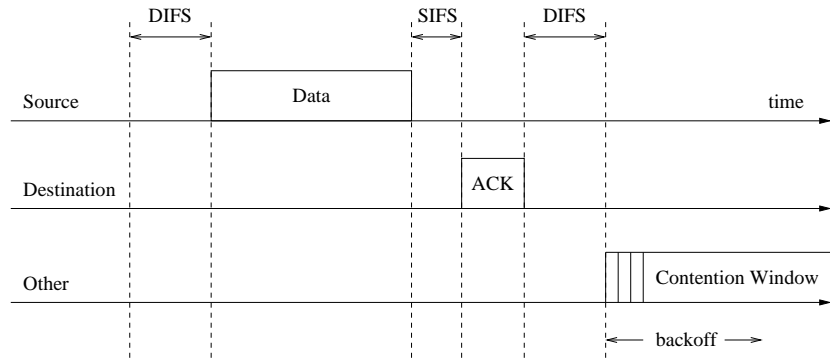 DIFS SIFS DIFS
Data
Source time
ACK
Destination
Contention Window
Other
backoff